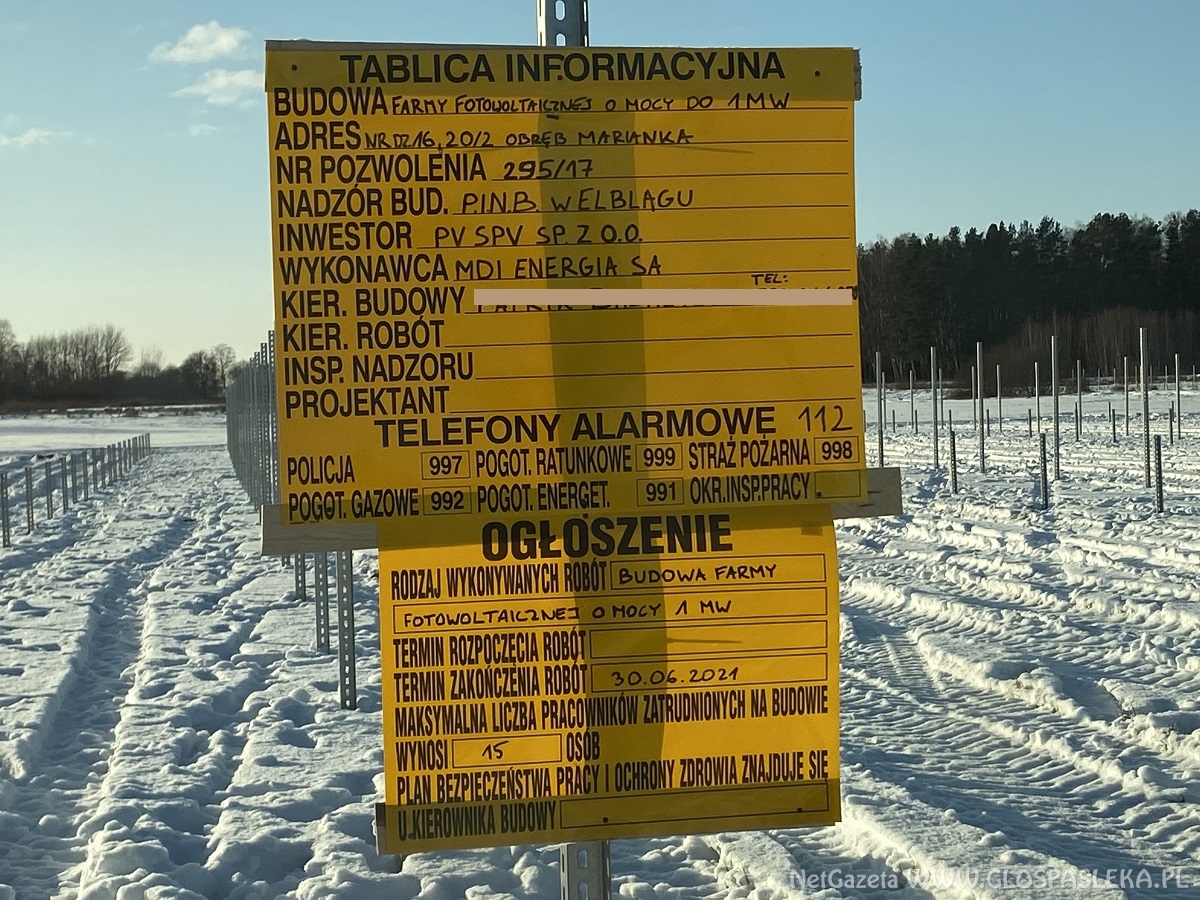 TABLICA INFORMACYJNA
BUDOWA FARMY FOTOWOLTAICZNEJ O MOCY DO 1MW
ADRES NR DZ. 16, 20/2 OBRĘB MARIANKA
NR POZWOLENIA 295/17
NADZÓR BUD. P.I.N.B. W ELBLĄGU
INWESTOR PV SPV SP. Z O.O.
WYKONAWCA MDI ENERGIA SA
TEL:
KIER. BUDOWY
KIER. ROBÓT
INSP. NADZORU
PROJEKTANT
TELEFONY ALARMOWE 112
POLICJA 997 POGOT. RATUNKOWE 999 STRAŻ POŻARNA 998
POGOT. GAZOWE 992 POGOT. ENERGET. 991 OKR.INSP.PRACY
OGŁOSZENIE
RODZAJ WYKONYWANYCH ROBÓT BUDOWA FARMY
FOTOWOLTAICZNEJ O MOCY 1 MW
TERMIN ROZPOCZĘCIA ROBÓT
TERMIN ZAKOŃCZENIA ROBÓT 30.06.2021
MAKSYMALNA LICZBA PRACOWNIKÓW ZATRUDNIONYCH NA BUDOWIE
WYNOSI 15 OSÓB
PLAN BEZPIECZEŃSTWA PRACY I OCHRONY ZDROWIA ZNAJDUJE SIĘ
U KIEROWNIKA BUDOWY
NetGazeta WWW.GLOSPASLEKA.PL